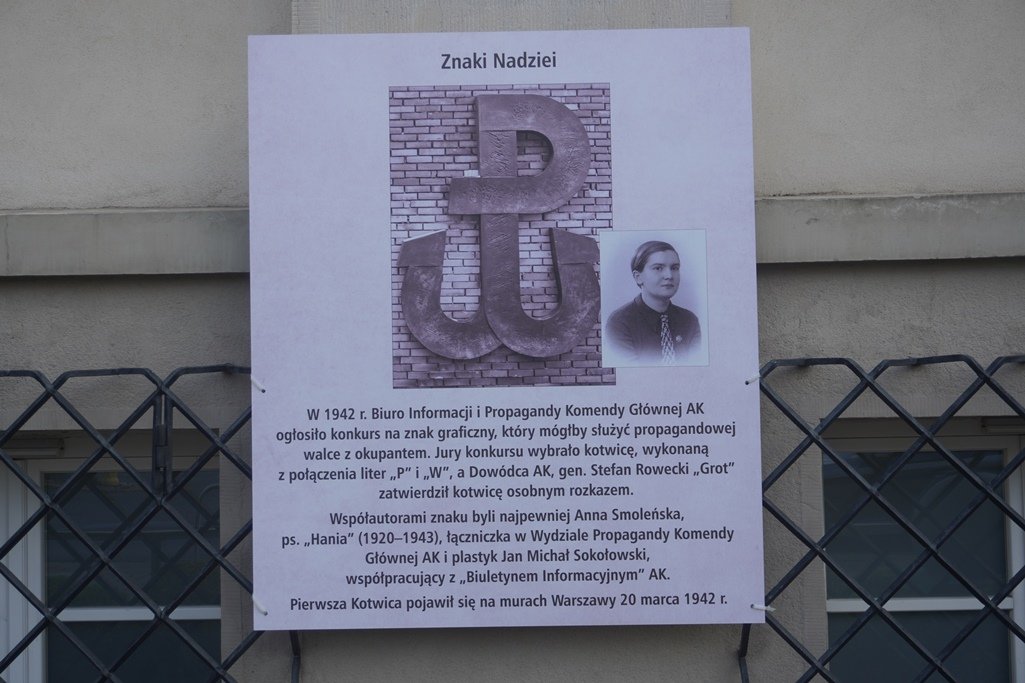 Znaki Nadziei
W 1942 r. Biuro Informacji i Propagandy Komendy Głównej AK
ogłosiło konkurs na znak graficzny, który mógłby służyć propagandowej
walce z okupantem. Jury konkursu wybrało kotwicę, wykonaną
z połączenia liter „P” i „W”, a Dowódca AK, gen. Stefan Rowecki „Grot”
zatwierdził kotwicę osobnym rozkazem.
Współautorami znaku byli najpewniej Anna Smoleńska,
ps. „Hania” (1920–1943), łączniczka w Wydziale Propagandy Komendy
Głównej AK i plastyk Jan Michał Sokołowski,
współpracujący z „Biuletynem Informacyjnym” AK.
Pierwsza Kotwica pojawił się na murach Warszawy 20 marca 1942 r.